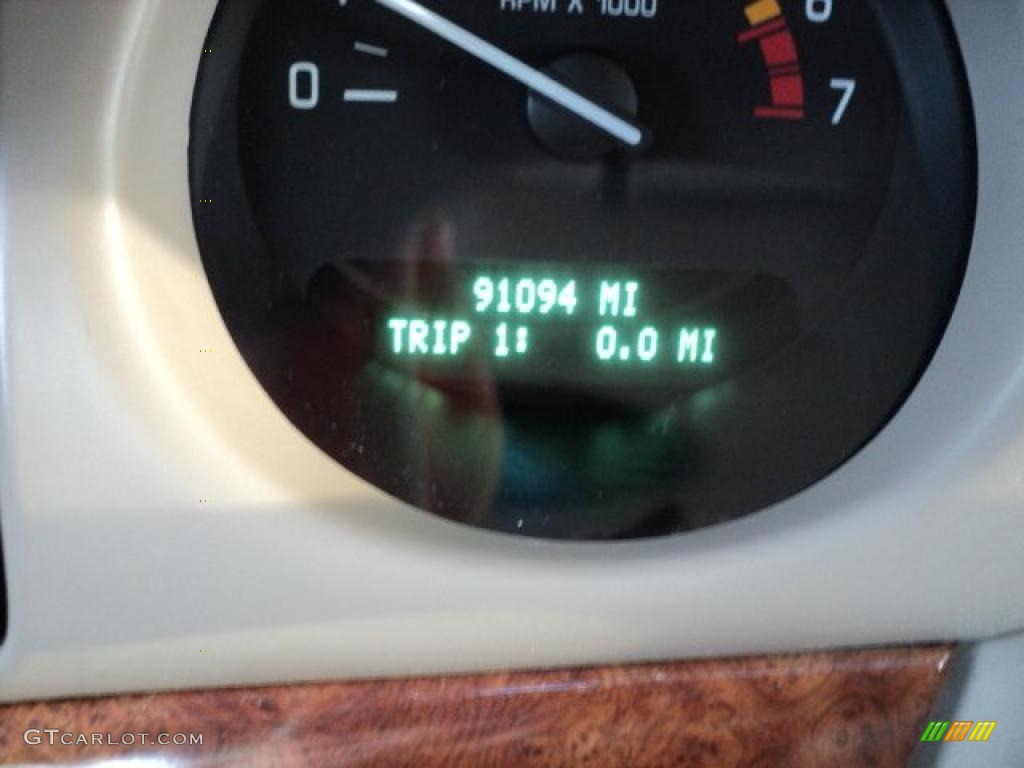 RPM X 1000
0
6
7
91094 MI
TRIP 1: 0.0 MI
GTCARLOT.COM